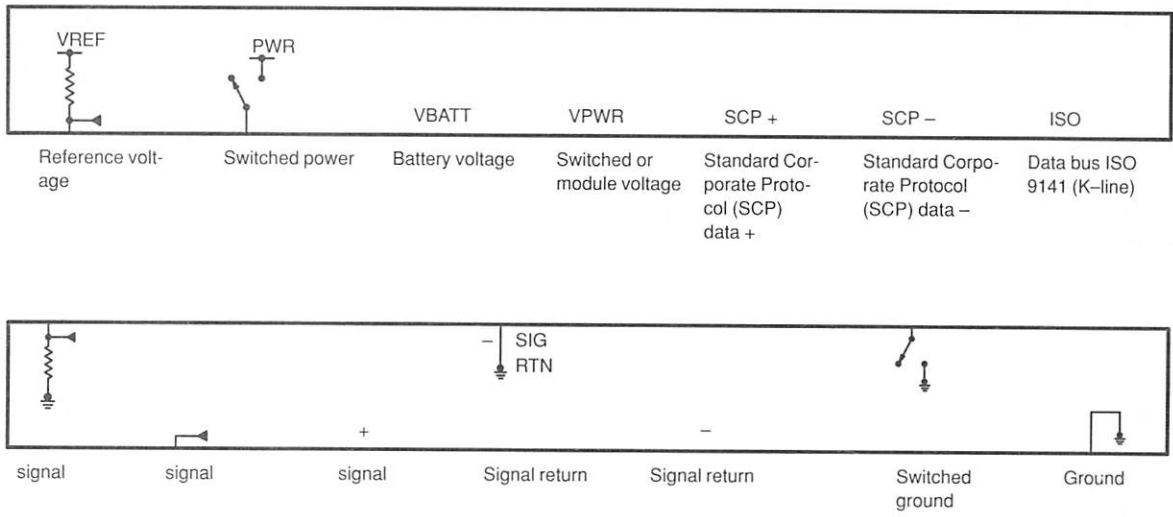 VREF
PWR
VBATT VPWR SCP + SCP – ISO
Reference volt-
age
Switched power
Battery voltage
Switched or
module voltage
Standard Cor-
porate Proto-
col (SCP)
data +
Standard Corpo-
rate Protocol
(SCP) data –
Data bus ISO
9141 (K–line)
– SIG
RTN
+ –
signal signal signal Signal return Signal return
Switched
ground
Ground